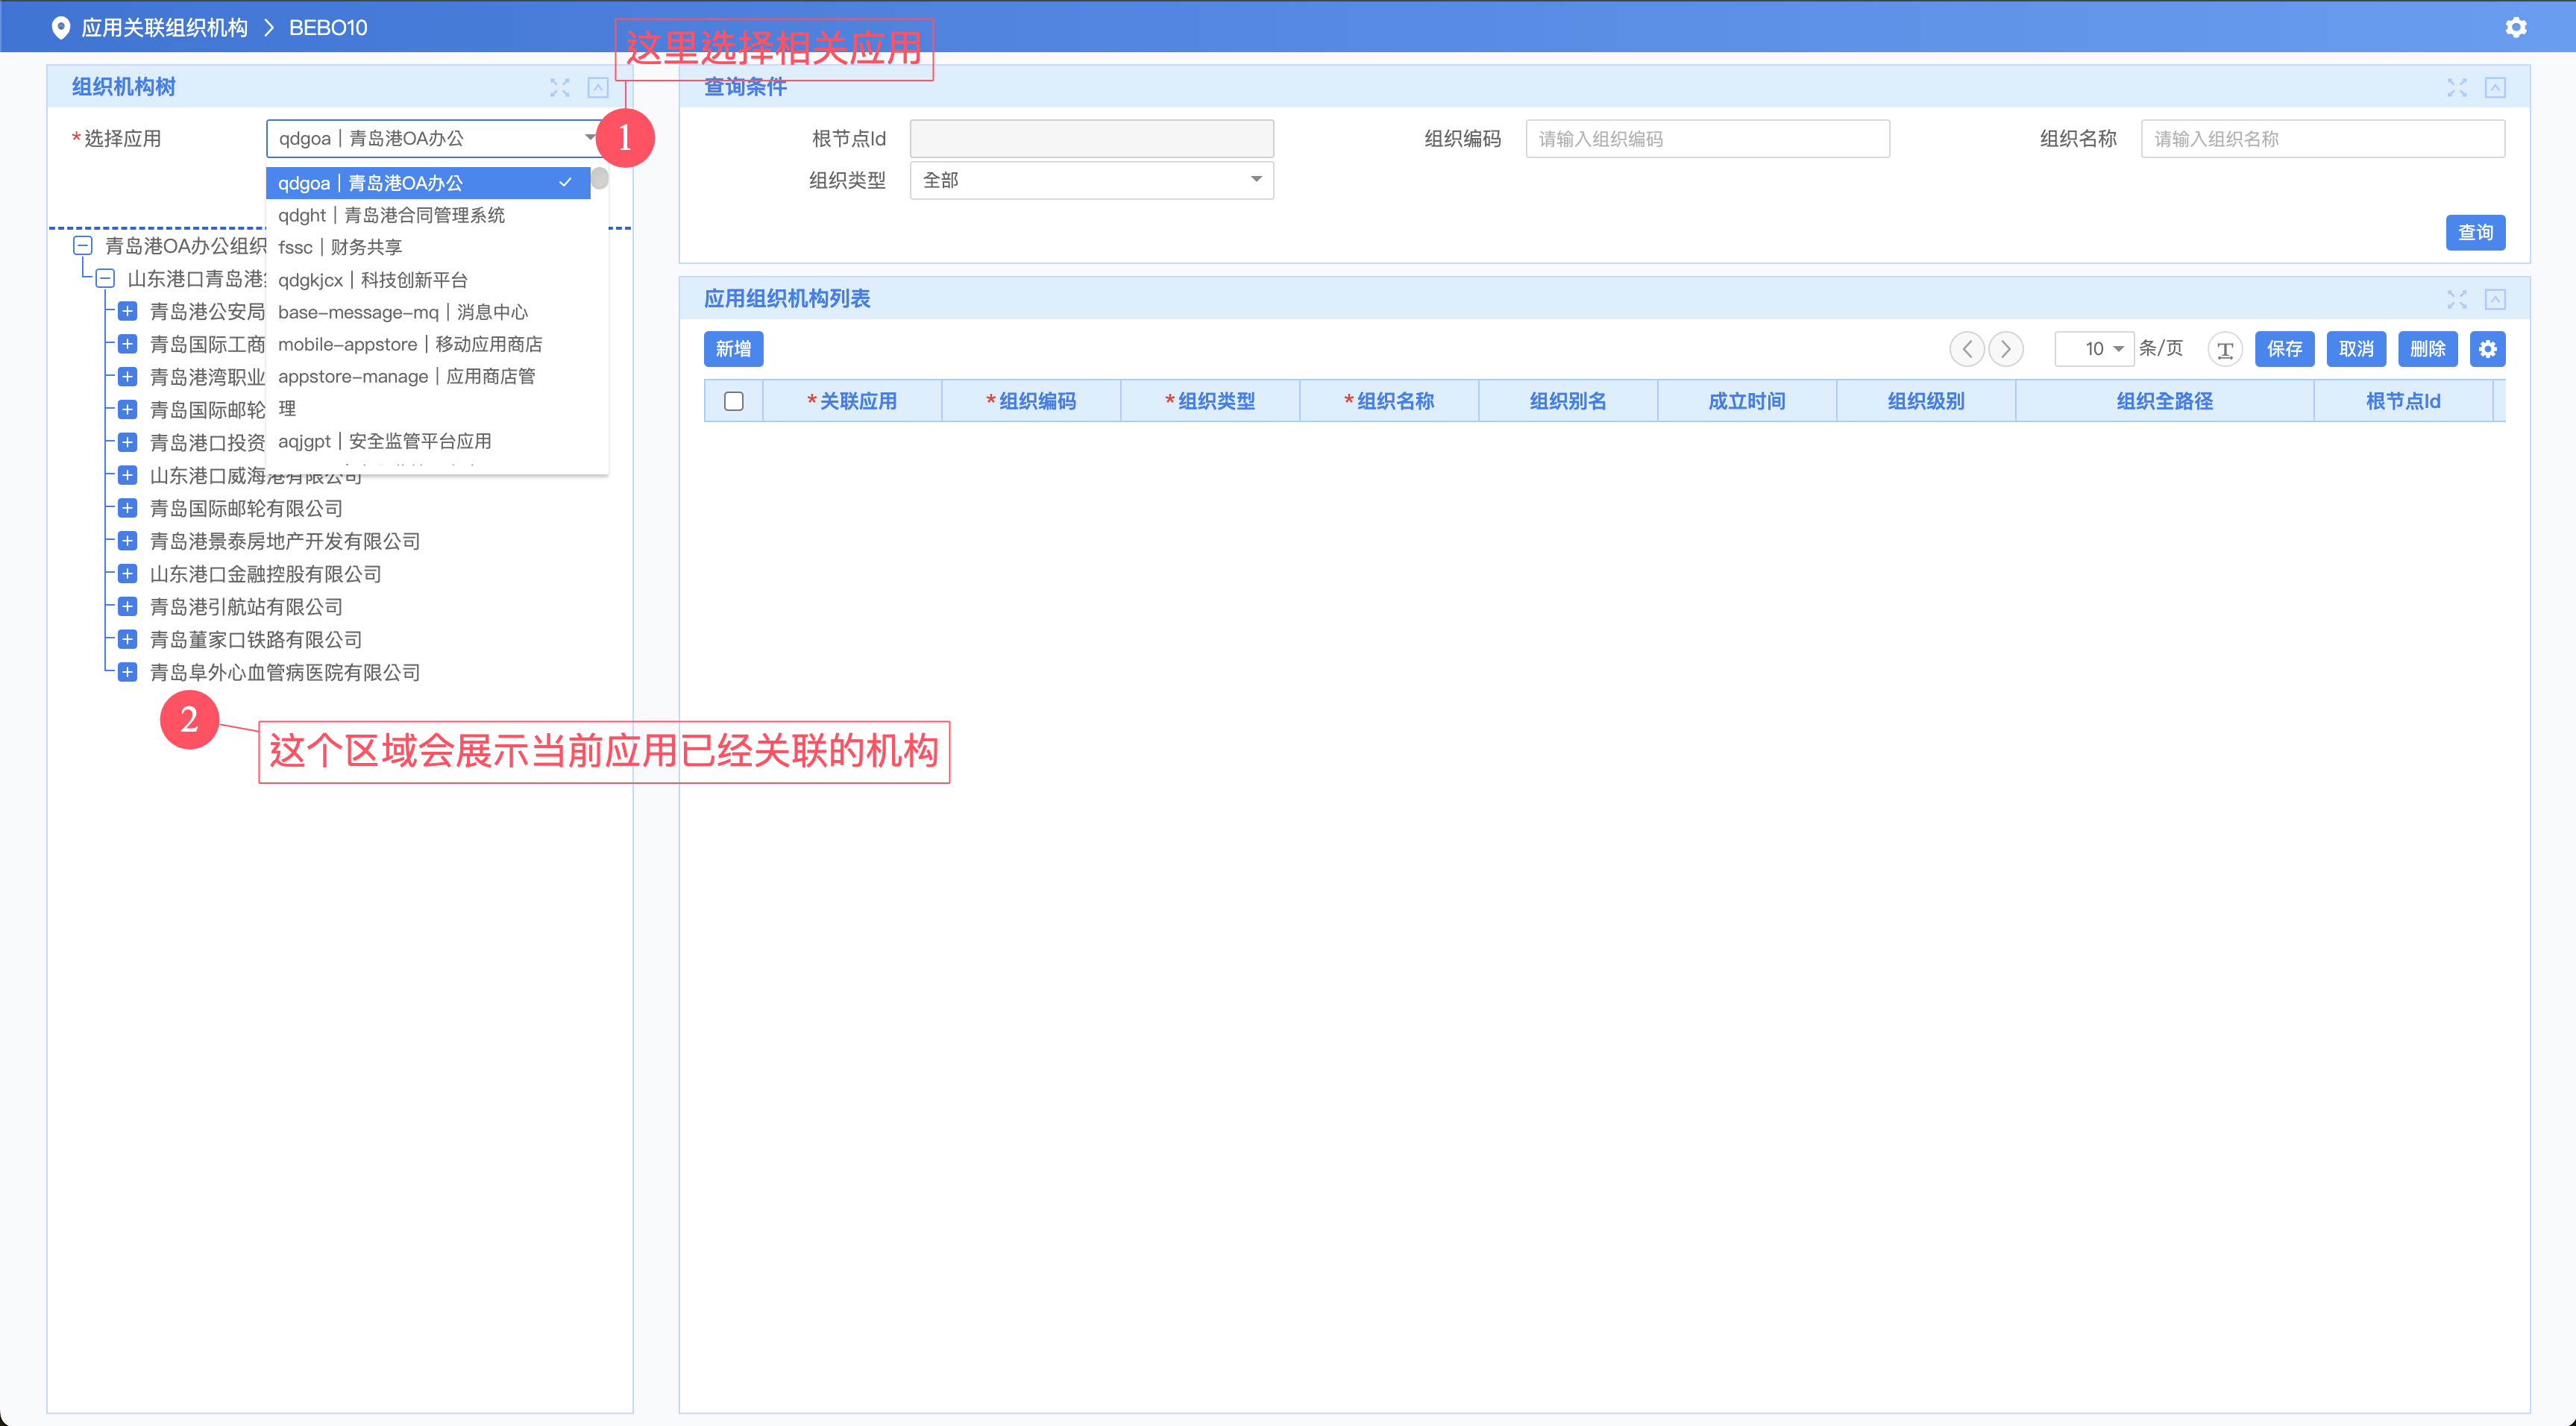 应用关联组织机构 > BEBO10
这里选择相关应用
组织机构树
*选择应用
qdgoa | 青岛港OA办公
1
qdgoa | 青岛港OA办公
qdght | 青岛港合同管理系统
fssc | 财务共享
qdgkjcx | 科技创新平台
base-message-mq | 消息中心
mobile-appstore | 移动应用商店
appstore-manage | 应用商店管
理
aqjgpt | 安全监管平台应用
青岛港OA办公组织
山东港口青岛港
青岛港公安局
青岛国际工商
青岛港湾职业
青岛国际邮轮
青岛港口投资
山东港口威海港有限公司
青岛国际邮轮有限公司
青岛港景泰房地产开发有限公司
山东港口金融控股有限公司
青岛港引航站有限公司
青岛董家口铁路有限公司
青岛阜外心血管病医院有限公司
2
这个区域会展示当前应用已经关联的机构
查询条件
根节点Id
组织编码 请输入组织编码
组织名称 请输入组织名称
组织类型 全部
查询
应用组织机构列表
新增
10 条/页 T 保存 取消 删除
*关联应用 *组织编码 *组织类型 *组织名称 组织别名 成立时间 组织级别 组织全路径 根节点Id